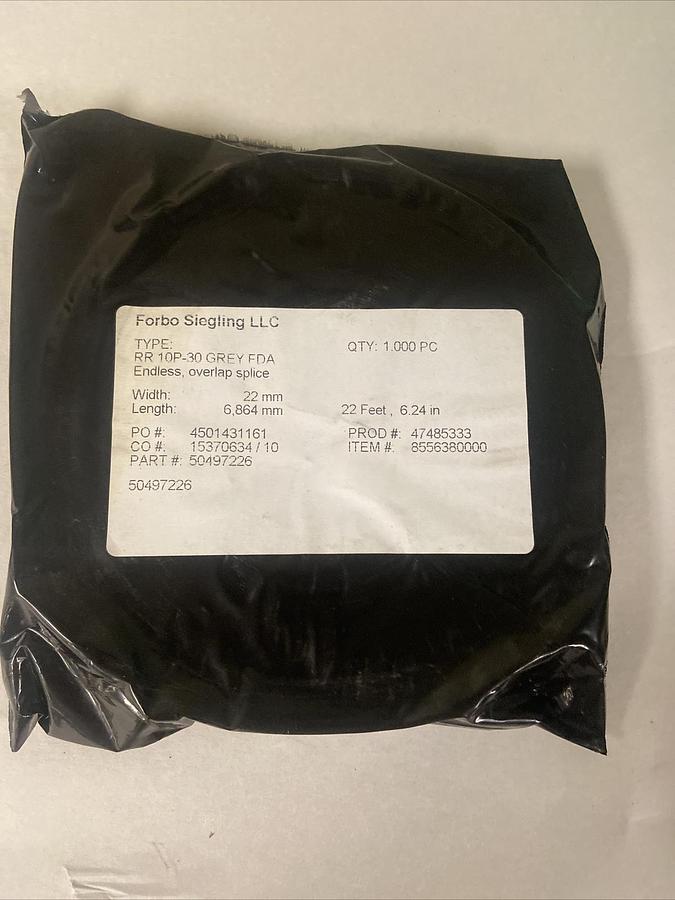 Forbo Siegling LLC
TYPE: QTY: 1.000 PC
RR 10P-30 GREY FDA
Endless, overlap splice
Width: 22 mm
Length: 6,864 mm 22 Feet , 6.24 in
PO #: 4501431161 PROD #: 47485333
CO #: 15370634 / 10 ITEM #: 8556380000
PART #: 50497226
50497226